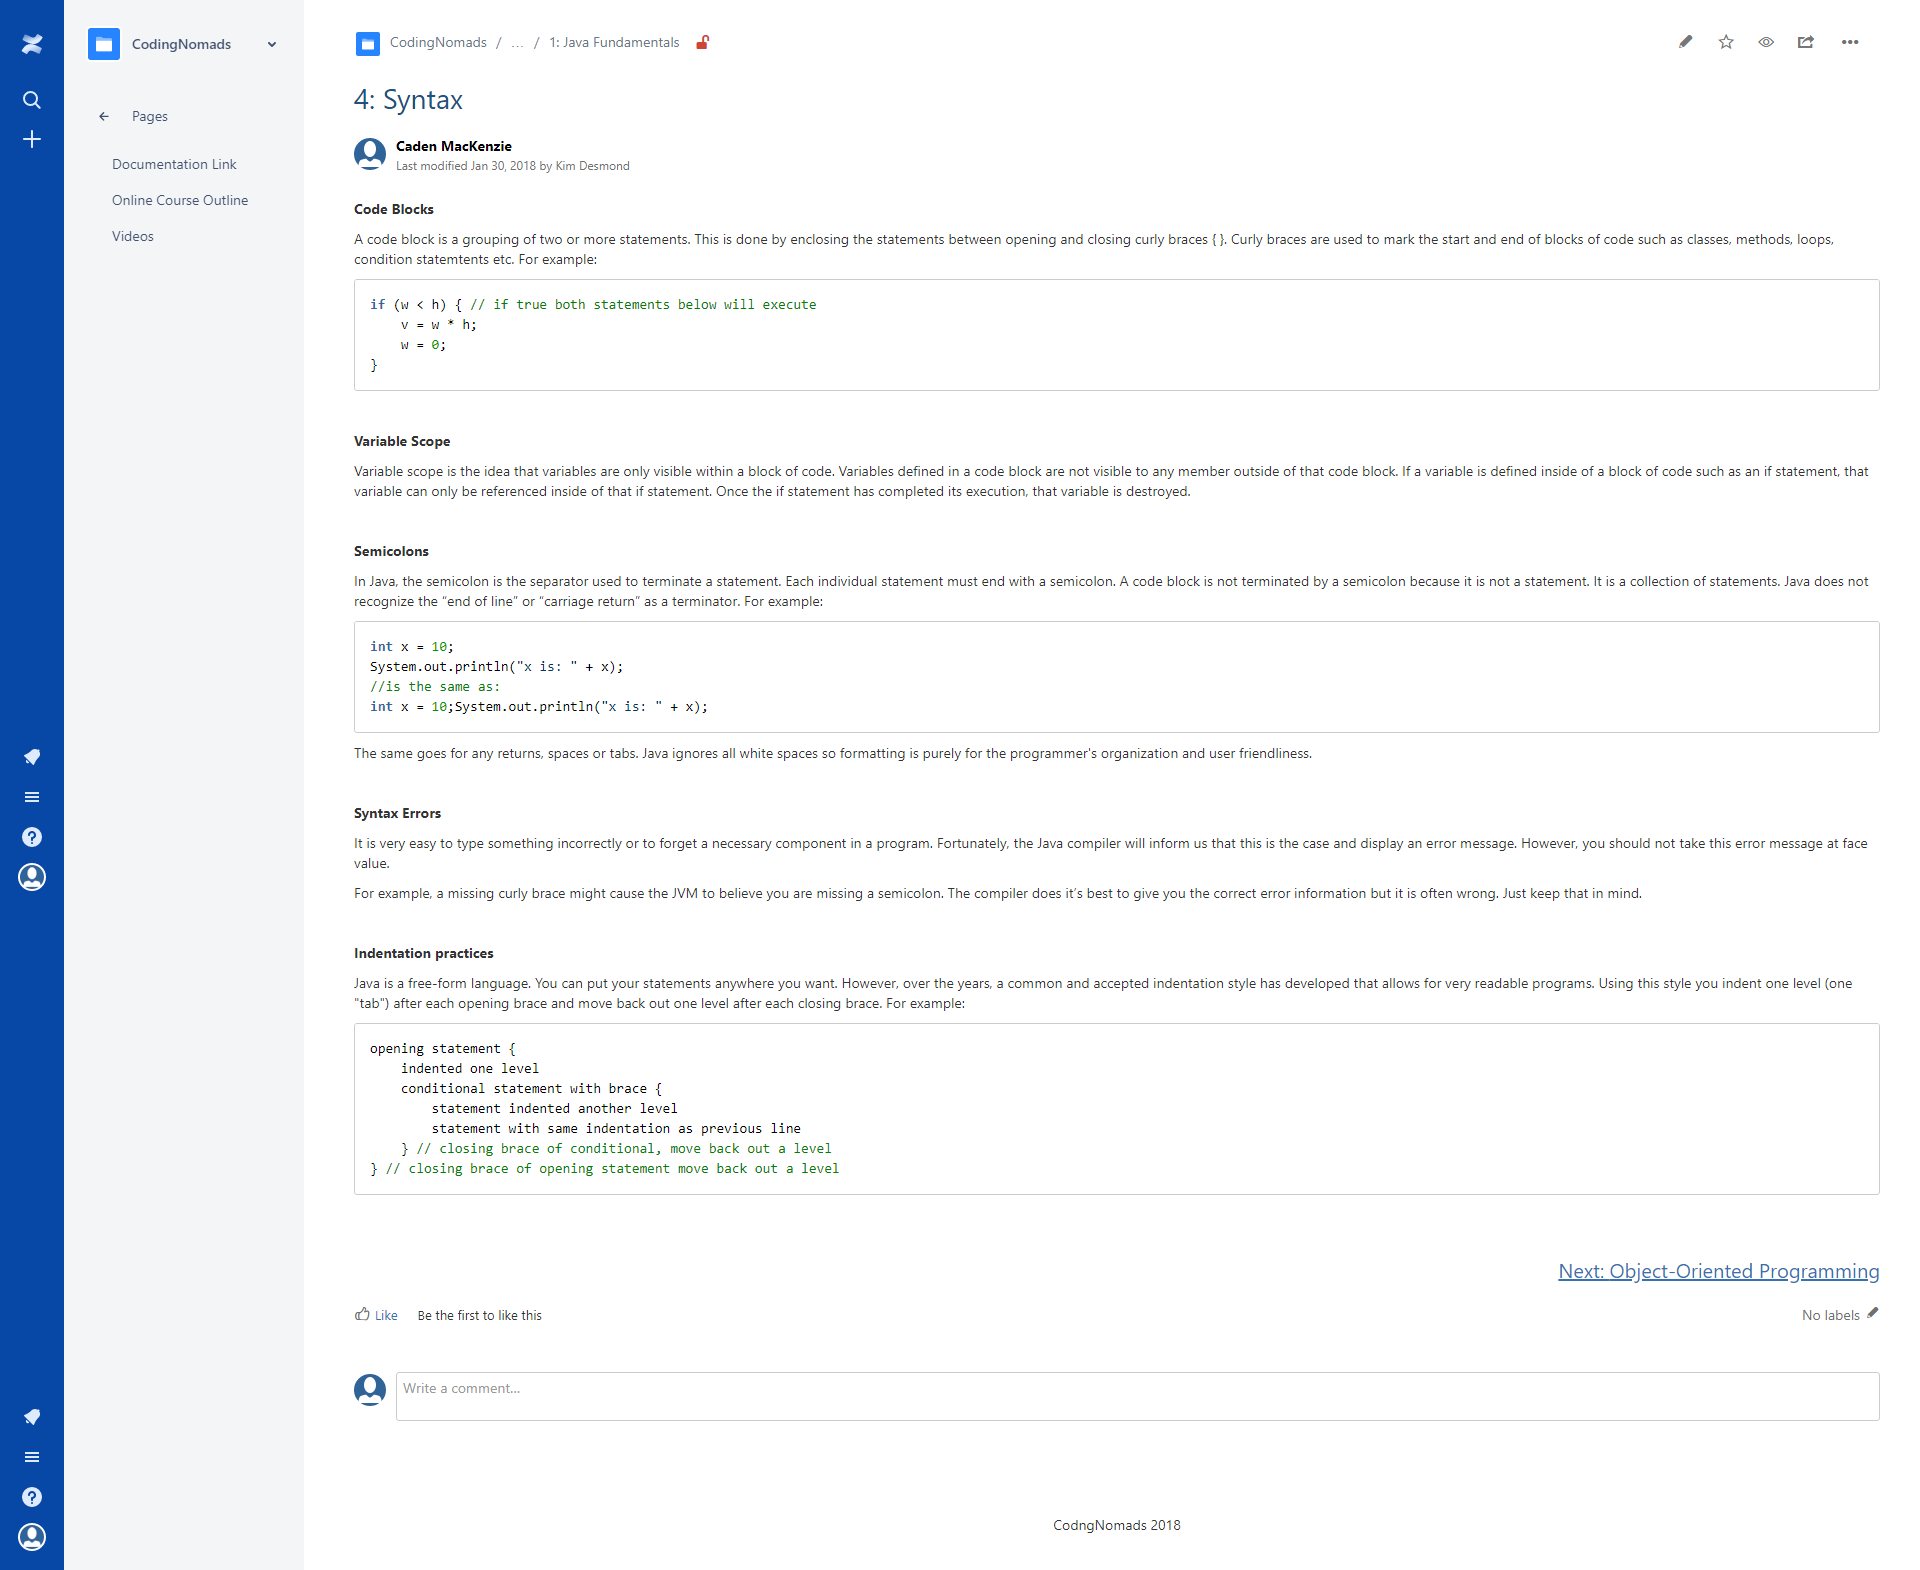 CodingNomads
Pages
Documentation Link
Online Course Outline
Videos
CodingNomads / ... / 1: Java Fundamentals
4: Syntax
Caden MacKenzie
Last modified Jan 30, 2018 by Kim Desmond
Code Blocks
A code block is a grouping of two or more statements. This is done by enclosing the statements between opening and closing curly braces { }. Curly braces are used to mark the start and end of blocks of code such as classes, methods, loops,
condition statemtents etc. For example:
if (w < h) { // if true both statements below will execute
    v = w * h;
    w = 0;
}
Variable Scope
Variable scope is the idea that variables are only visible within a block of code. Variables defined in a code block are not visible to any member outside of that code block. If a variable is defined inside of a block of code such as an if statement, that
variable can only be referenced inside of that if statement. Once the if statement has completed its execution, that variable is destroyed.
Semicolons
In Java, the semicolon is the separator used to terminate a statement. Each individual statement must end with a semicolon. A code block is not terminated by a semicolon because it is not a statement. It is a collection of statements. Java does not
recognize the “end of line” or “carriage return” as a terminator. For example:
int x = 10;
System.out.println("x is: " + x);
//is the same as:
int x = 10;System.out.println("x is: " + x);
The same goes for any returns, spaces or tabs. Java ignores all white spaces so formatting is purely for the programmer's organization and user friendliness.
Syntax Errors
It is very easy to type something incorrectly or to forget a necessary component in a program. Fortunately, the Java compiler will inform us that this is the case and display an error message. However, you should not take this error message at face
value.
For example, a missing curly brace might cause the JVM to believe you are missing a semicolon. The compiler does it’s best to give you the correct error information but it is often wrong. Just keep that in mind.
Indentation practices
Java is a free-form language. You can put your statements anywhere you want. However, over the years, a common and accepted indentation style has developed that allows for very readable programs. Using this style you indent one level (one
"tab") after each opening brace and move back out one level after each closing brace. For example:
opening statement {
    indented one level
    conditional statement with brace {
        statement indented another level
        statement with same indentation as previous line
    } // closing brace of conditional, move back out a level
} // closing brace of opening statement move back out a level
Next: Object-Oriented Programming
Like Be the first to like this
No labels
Write a comment...
CodngNomads 2018